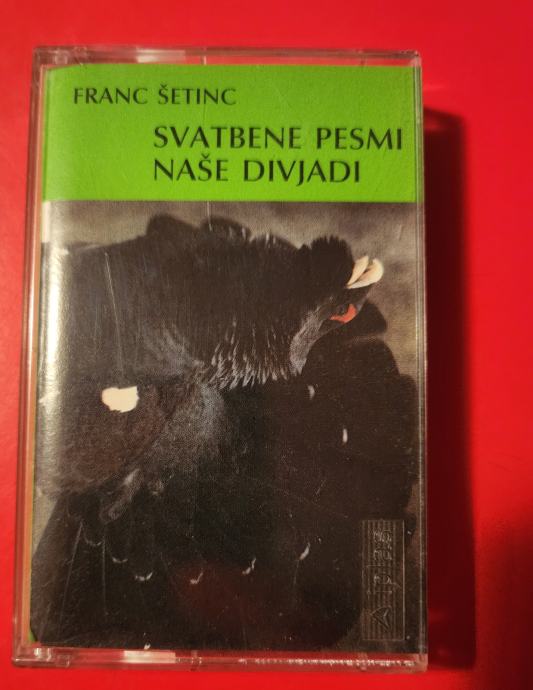 FRANC ŠETINC
SVATBENE PESMI
NAŠE DIVJADI